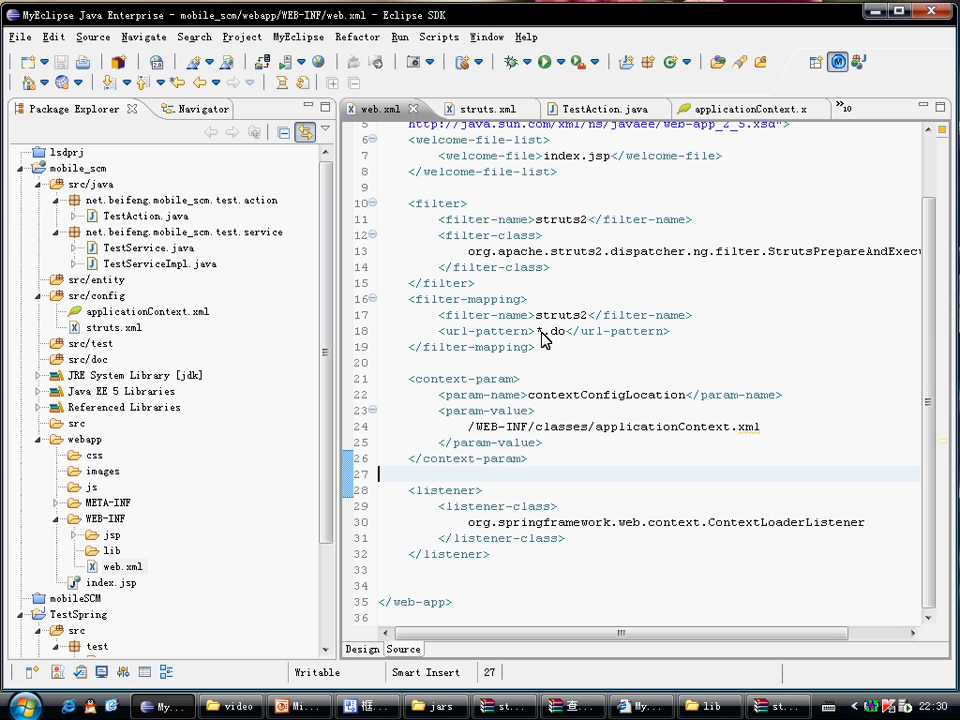 MyEclipse Java Enterprise - mobile_scm/webapp/WEB-INF/web.xml - Eclipse SDK
File Edit Source Navigate Search Project MyEclipse Refactor Run Scripts Window Help
Package Explorer
Navigator
web.xml
struts.xml
TestAction.java
applicationContext.x
»10
lsdprj
mobile_scm
src/java
net.beifeng.mobile_scm.test.action
TestAction.java
net.beifeng.mobile_scm.test.service
TestService.java
TestServiceImpl.java
src/entity
src/config
applicationContext.xml
struts.xml
src/test
src/doc
JRE System Library [jdk]
Java EE 5 Libraries
Referenced Libraries
src
webapp
css
images
js
META-INF
WEB-INF
jsp
lib
web.xml
index.jsp
mobileSCM
TestSpring
src
test
5 http://java.sun.com/xml/ns/javaee/web-app_2_5.xsd">
6 <welcome-file-list>
7 <welcome-file>index.jsp</welcome-file>
8 </welcome-file-list>
9
10 <filter>
11 <filter-name>struts2</filter-name>
12 <filter-class>
13 org.apache.struts2.dispatcher.ng.filter.StrutsPrepareAndExecu
14 </filter-class>
15 </filter>
16 <filter-mapping>
17 <filter-name>struts2</filter-name>
18 <url-pattern>*.do</url-pattern>
19 </filter-mapping>
20
21 <context-param>
22 <param-name>contextConfigLocation</param-name>
23 <param-value>
24 /WEB-INF/classes/applicationContext.xml
25 </param-value>
26 </context-param>
27
28 <listener>
29 <listener-class>
30 org.springframework.web.context.ContextLoaderListener
31 </listener-class>
32 </listener>
33
34
35 </web-app>
36
Design Source
Writable
Smart Insert
27
My...
video
Mi...
框...
jars
st...
查...
My...
lib
st...
22:30